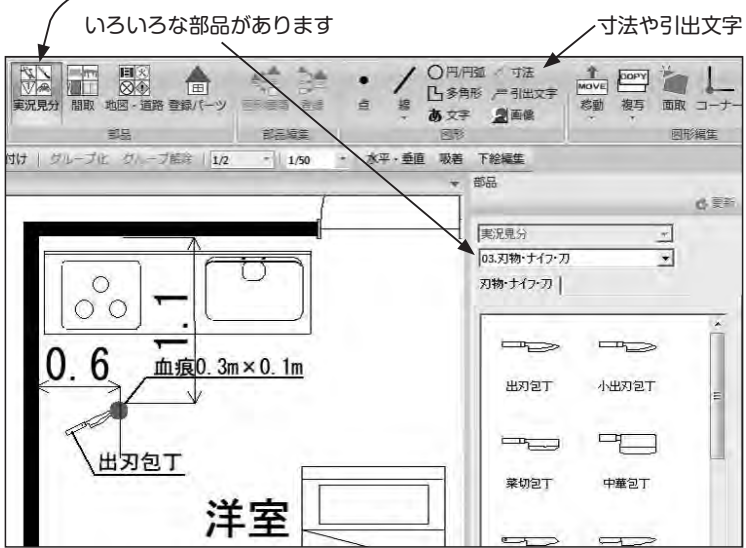 いろいろな部品があります
寸法や引出文字
実況見分 間取 地図・道路 登録パーツ
点 線
円/円弧 寸法
多角形 引出文字
文字 画像
移動 複写 面取 コーナー
MOVE COPY
部品 部品編集 図形 図形編集
付け グループ化 グループ解除 1/2 1/50 水平・垂直 吸着 下絵編集
部品
更新
実況見分
03.刃物・ナイフ・刀
刃物・ナイフ・刀
1.1
0.6
血痕0.3m×0.1m
出刃包丁
洋室
出刃包丁 小出刃包丁
菜切包丁 中華包丁